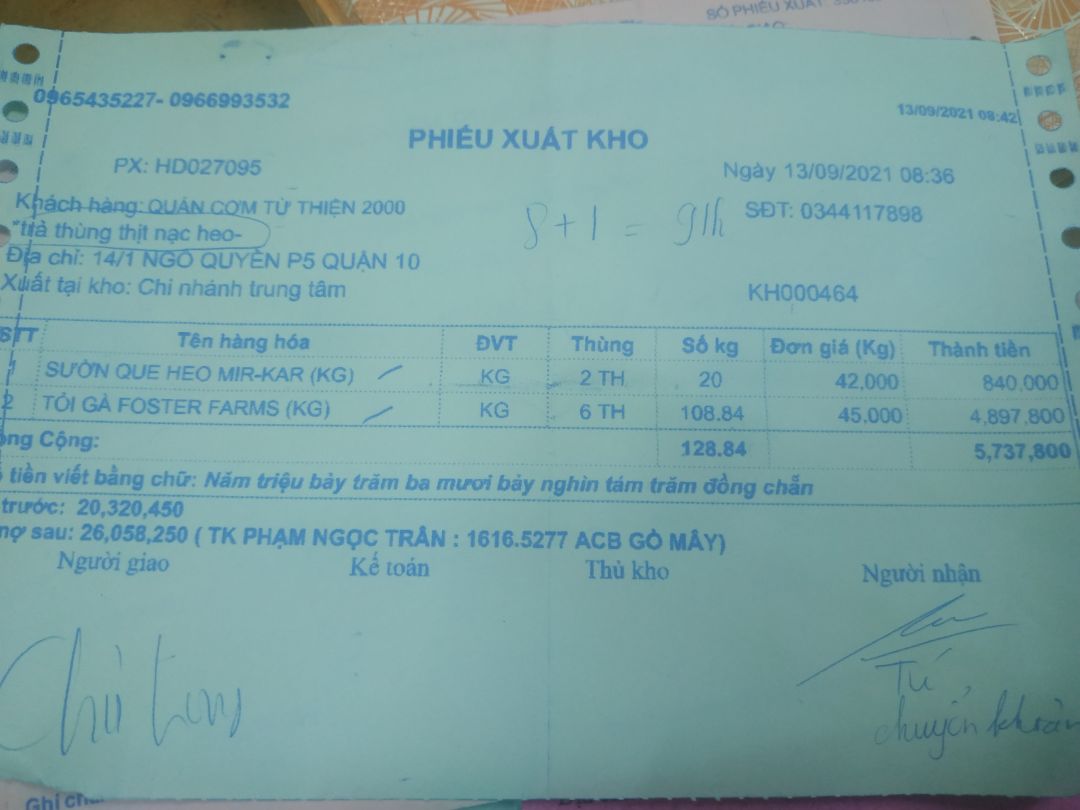 SỐ PHIẾU XUẤT
0965435227- 0966993532
13/09/2021 08:42
PHIẾU XUẤT KHO
PX: HD027095
Ngày 13/09/2021 08:36
Khách hàng: QUÁN CƠM TỪ THIỆN 2000
SĐT: 0344117898
"trả thùng thịt nạc heo-
8 + 1 = 9th
Địa chỉ: 14/1 NGÔ QUYỀN P5 QUẬN 10
Xuất tại kho: Chi nhánh trung tâm
KH000464
STT Tên hàng hóa ĐVT Thùng Số kg Đơn giá (Kg) Thành tiền
1 SƯỜN QUE HEO MIR-KAR (KG) KG 2 TH 20 42,000 840,000
2 TỎI GÀ FOSTER FARMS (KG) KG 6 TH 108.84 45,000 4,897,800
ong Cộng: 128.84 5,737,800
tiền viết bằng chữ: Năm triệu bảy trăm ba mươi bảy nghìn tám trăm đồng chẵn
trước: 20,320,450
nợ sau: 26,058,250 ( TK PHẠM NGỌC TRÂN : 1616.5277 ACB GÒ MÂY)
Người giao Kế toán Thủ kho Người nhận
Tú
chuyển khoản
Ghi ch